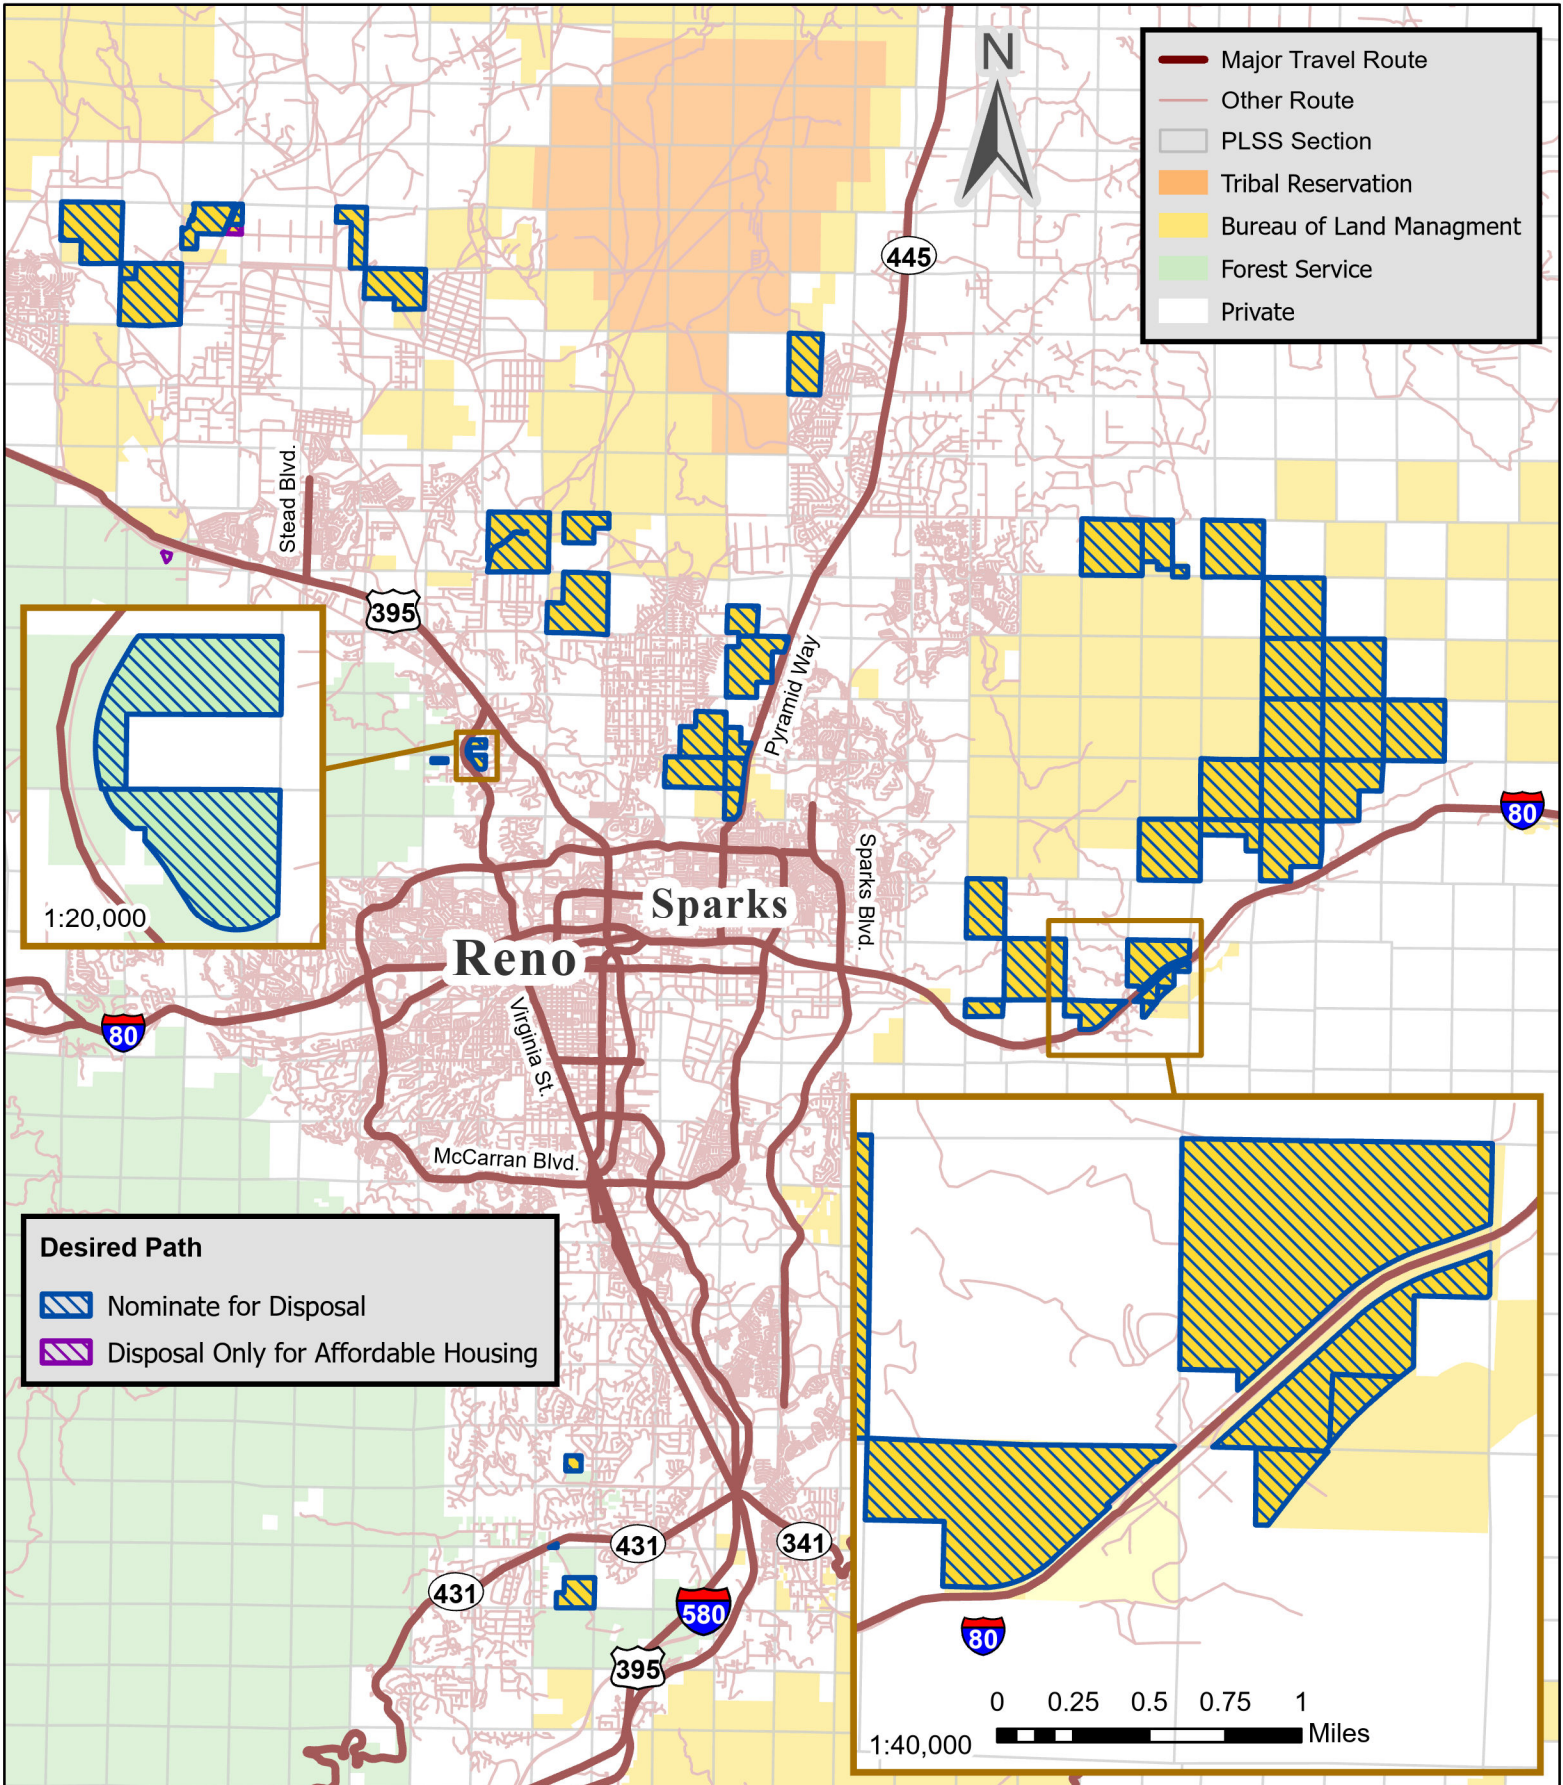 N
Major Travel Route
Other Route
PLSS Section
Tribal Reservation
Bureau of Land Managment
Forest Service
Private
445
Stead Blvd.
395
Pyramid Way
80
1:20,000
Sparks
Sparks Blvd.
Reno
80
Virginia St.
McCarran Blvd.
Desired Path
Nominate for Disposal
Disposal Only for Affordable Housing
431
341
431
580
395
80
0 0.25 0.5 0.75 1
Miles
1:40,000